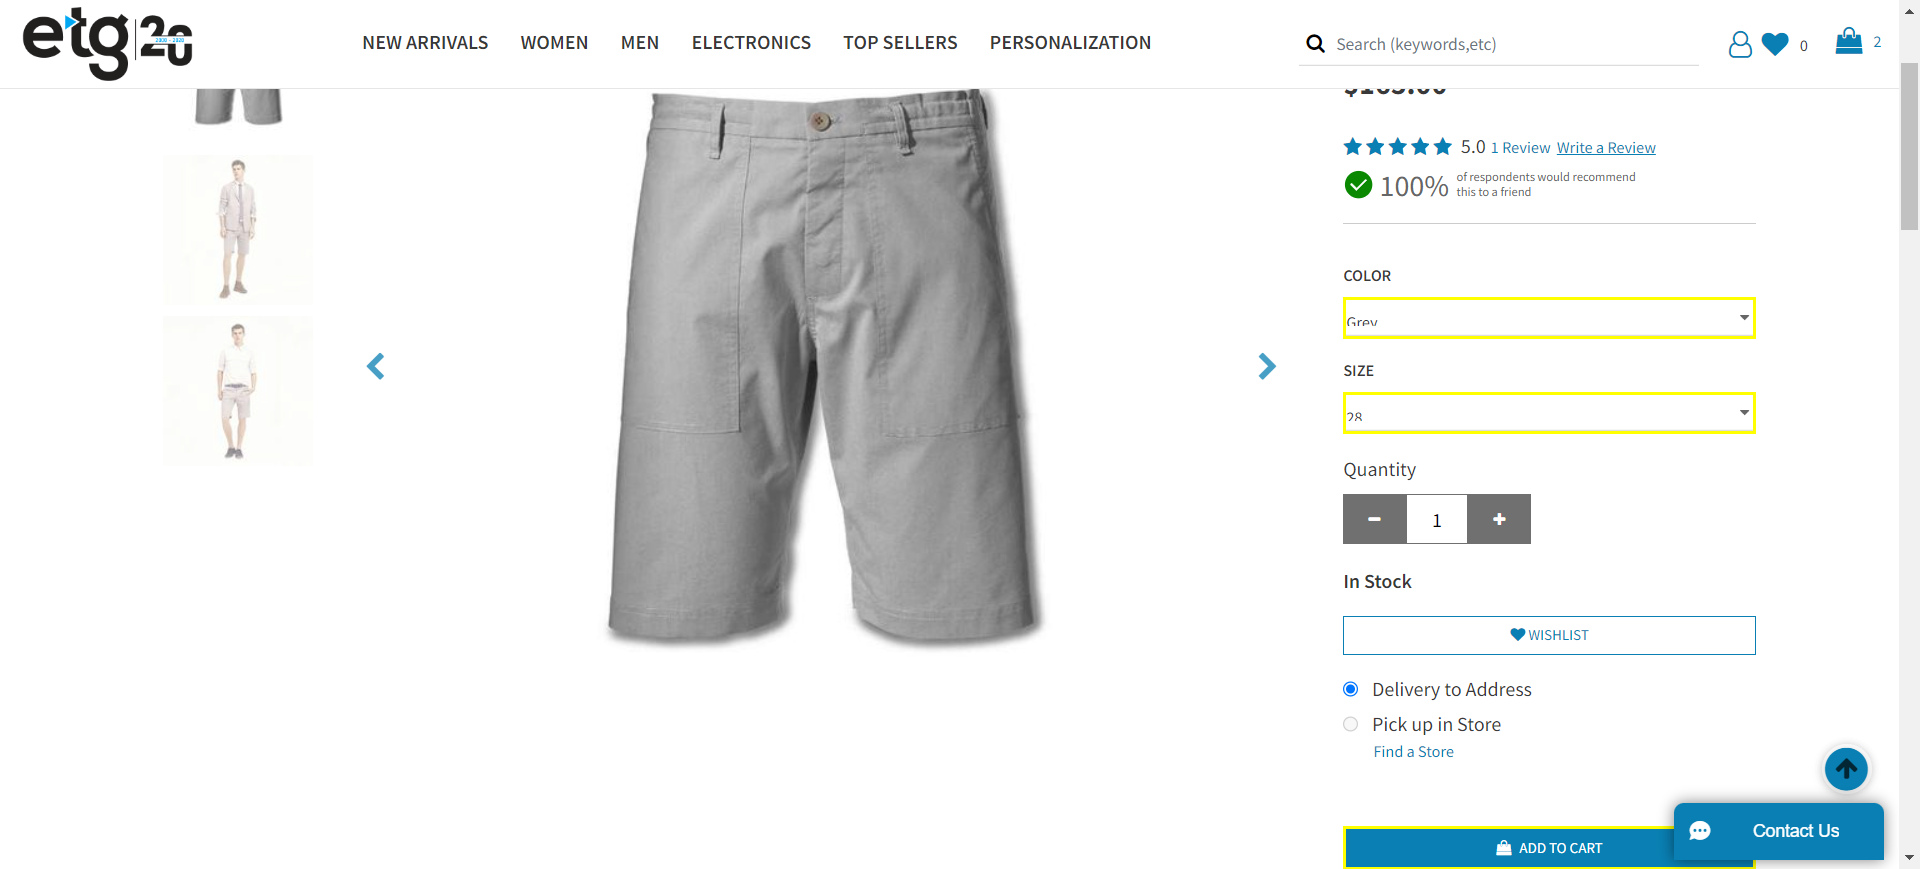 etg 20
2000 - 2020
NEW ARRIVALS WOMEN MEN ELECTRONICS TOP SELLERS PERSONALIZATION
Search (keywords,etc)
0
2
5.0 1 Review Write a Review
100% of respondents would recommend
this to a friend
COLOR
Grey
SIZE
28
Quantity
1
In Stock
WISHLIST
Delivery to Address
Pick up in Store
Find a Store
ADD TO CART
Contact Us